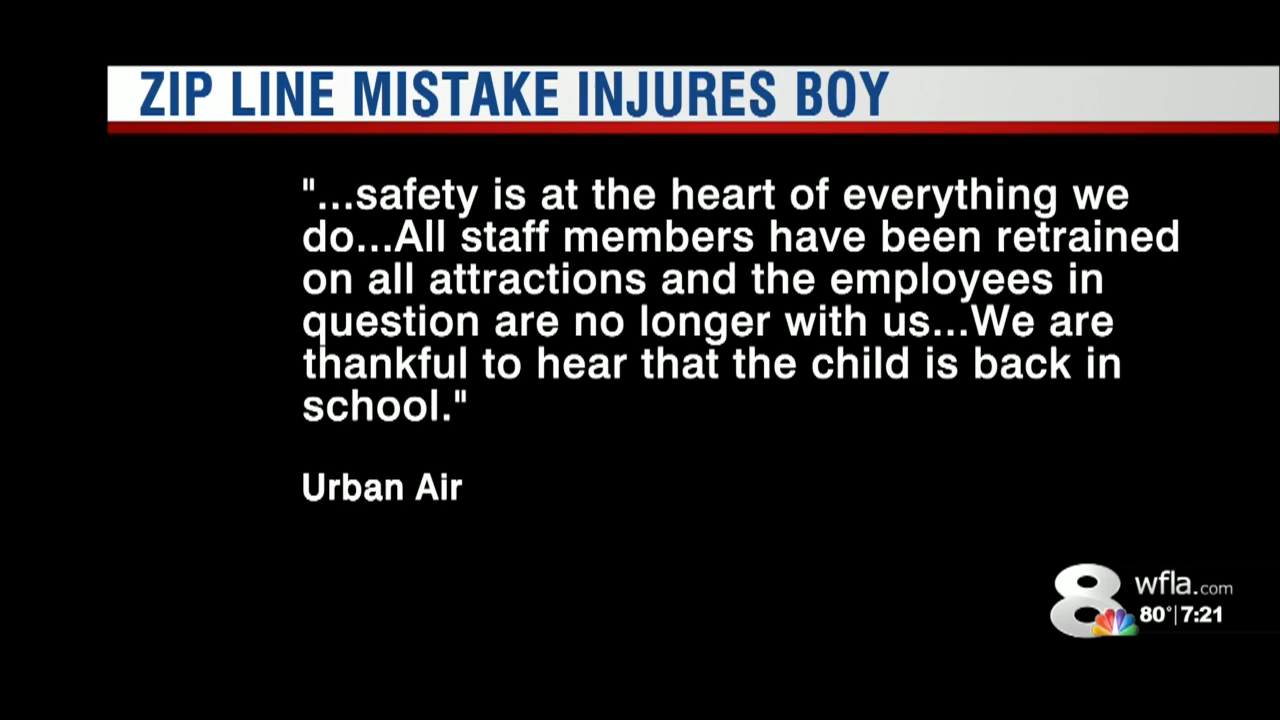 ZIP LINE MISTAKE INJURES BOY
"...safety is at the heart of everything we
do...All staff members have been retrained
on all attractions and the employees in
question are no longer with us...We are
thankful to hear that the child is back in
school."
Urban Air
8 wfla.com
80°|7:21